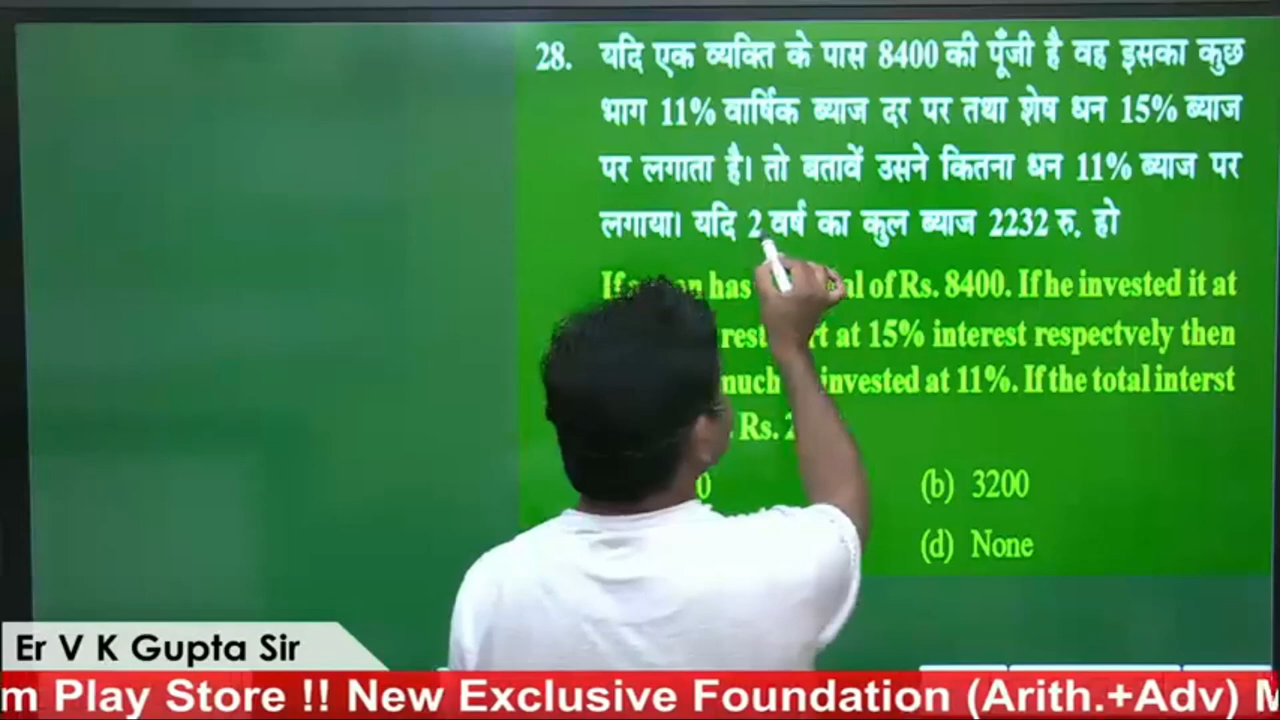 28. यदि एक व्यक्ति के पास 8400 की पूँजी है वह इसका कुछ
भाग 11% वार्षिक ब्याज दर पर तथा शेष धन 15% ब्याज
पर लगाता है। तो बतावें उसने कितना धन 11% ब्याज पर
लगाया। यदि 2 वर्ष का कुल ब्याज 2232 रु. हो
If has of Rs. 8400. If he invested it at
rest at 15% interest respectvely then
much invested at 11%. If the total interst
Rs.
(b) 3200
(d) None
Er V K Gupta Sir
Play Store !! New Exclusive Foundation (Arith.+Adv)